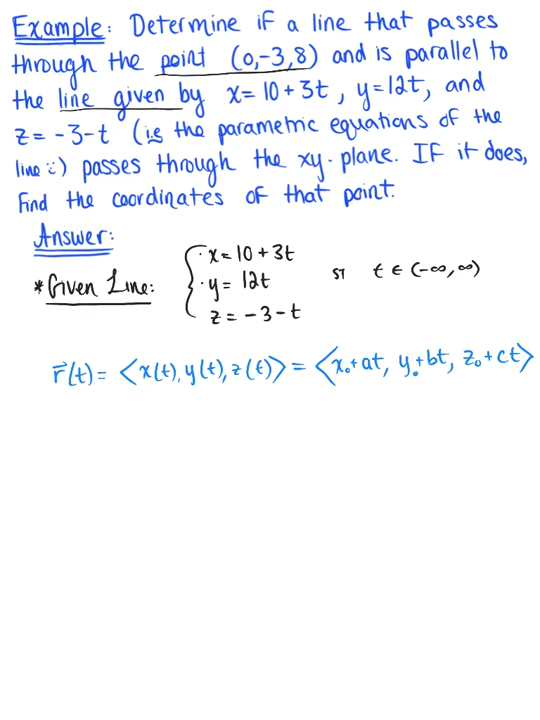 Example: Determine if a line that passes
through the point (0,-3,8) and is parallel to
the line given by x = 10 + 3t , y = 12t, and
z = -3 - t (is the parametric equations of the
line :) passes through the xy-plane. IF it does,
find the coordinates of that point.
Answer:
x = 10 + 3t
* Given Line: y = 12t ST t ∈ (-∞, ∞)
z = -3 - t
r⃗(t) = ⟨x(t), y(t), z(t)⟩ = ⟨x₀+at, y₀+bt, z₀+ct⟩